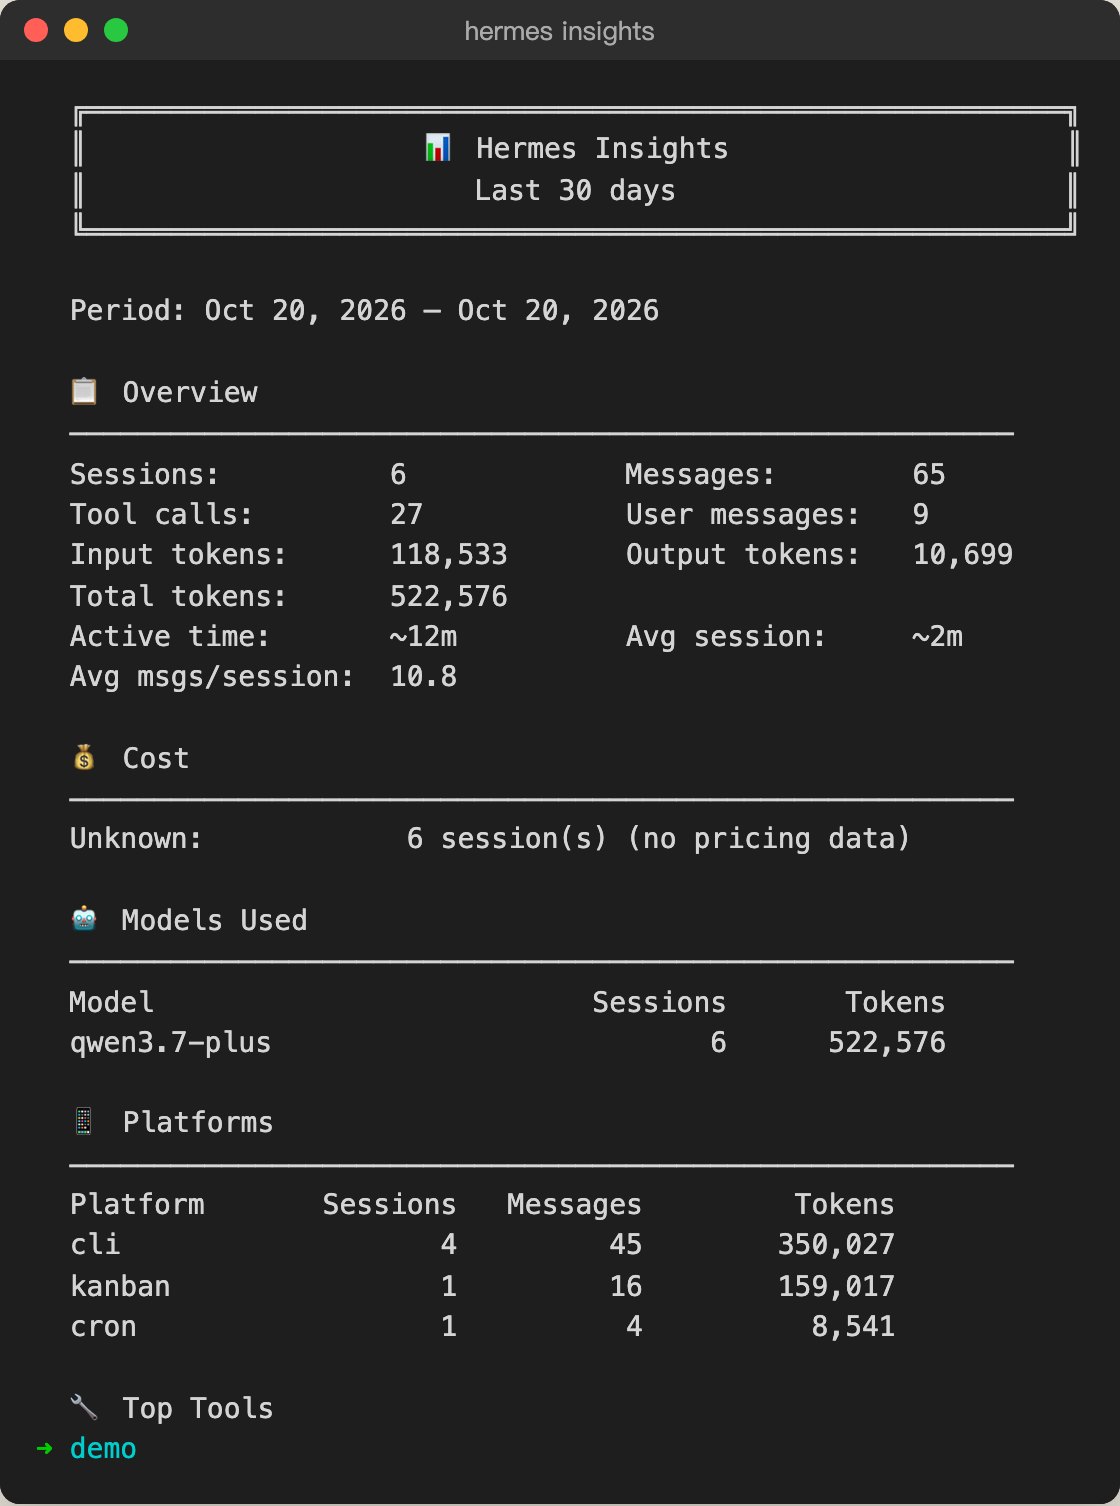 hermes insights
📊 Hermes Insights
Last 30 days
Period: Oct 20, 2026 — Oct 20, 2026
📋 Overview
Sessions: 6 Messages: 65
Tool calls: 27 User messages: 9
Input tokens: 118,533 Output tokens: 10,699
Total tokens: 522,576
Active time: ~12m Avg session: ~2m
Avg msgs/session: 10.8
💰 Cost
Unknown: 6 session(s) (no pricing data)
🤖 Models Used
Model Sessions Tokens
qwen3.7-plus 6 522,576
📱 Platforms
Platform Sessions Messages Tokens
cli 4 45 350,027
kanban 1 16 159,017
cron 1 4 8,541
🔧 Top Tools
➜ demo